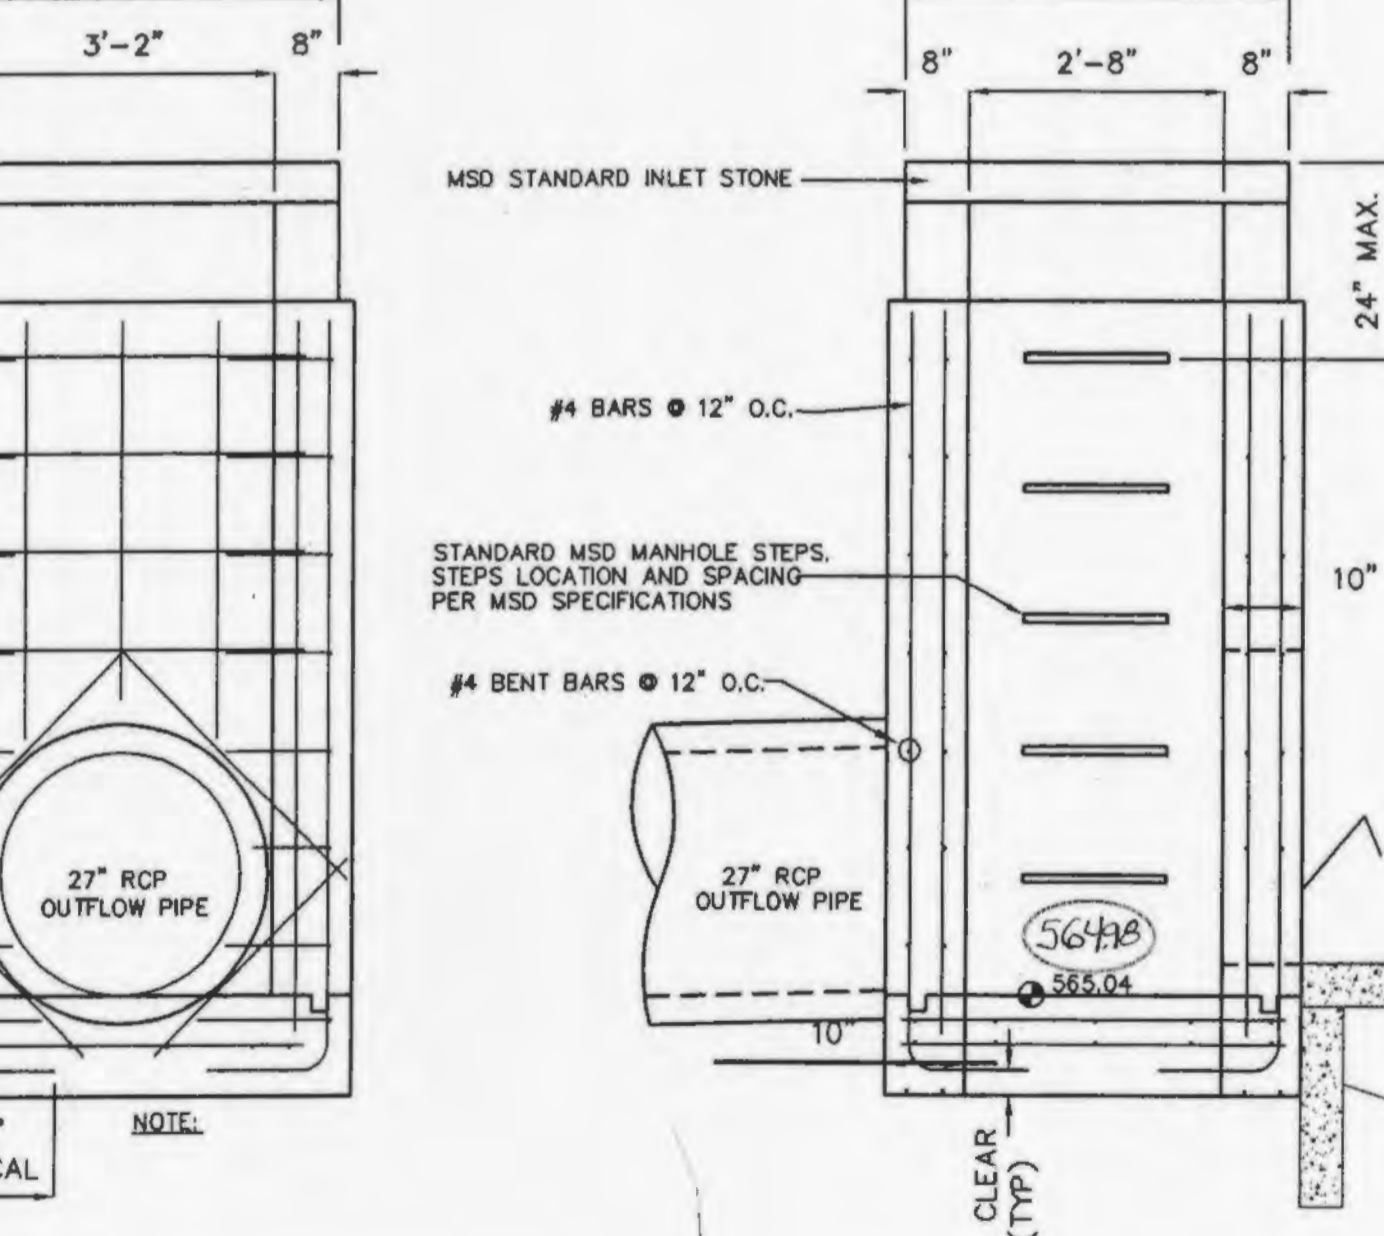 3'-2" 8"
8" 2'-8" 8"
MSD STANDARD INLET STONE
24" MAX.
#4 BARS @ 12" O.C.
STANDARD MSD MANHOLE STEPS.
STEPS LOCATION AND SPACING
PER MSD SPECIFICATIONS
10"
#4 BENT BARS @ 12" O.C.
27" RCP
OUTFLOW PIPE
27" RCP
OUTFLOW PIPE
564.98
565.04
10"
NOTE:
CAL
CLEAR
(TYP)